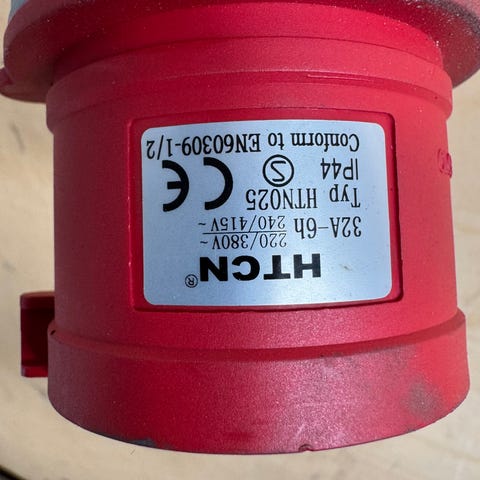 HTCN®
220/380V~
32A-6h 240/415V~
Typ HTN025
IP44 S CE
Conform to EN60309-1/2